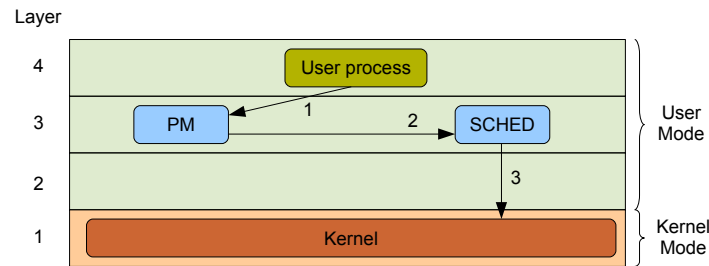 Layer
4
User process
1
3
PM
2
SCHED
User
Mode
2
3
1
Kernel
Kernel
Mode